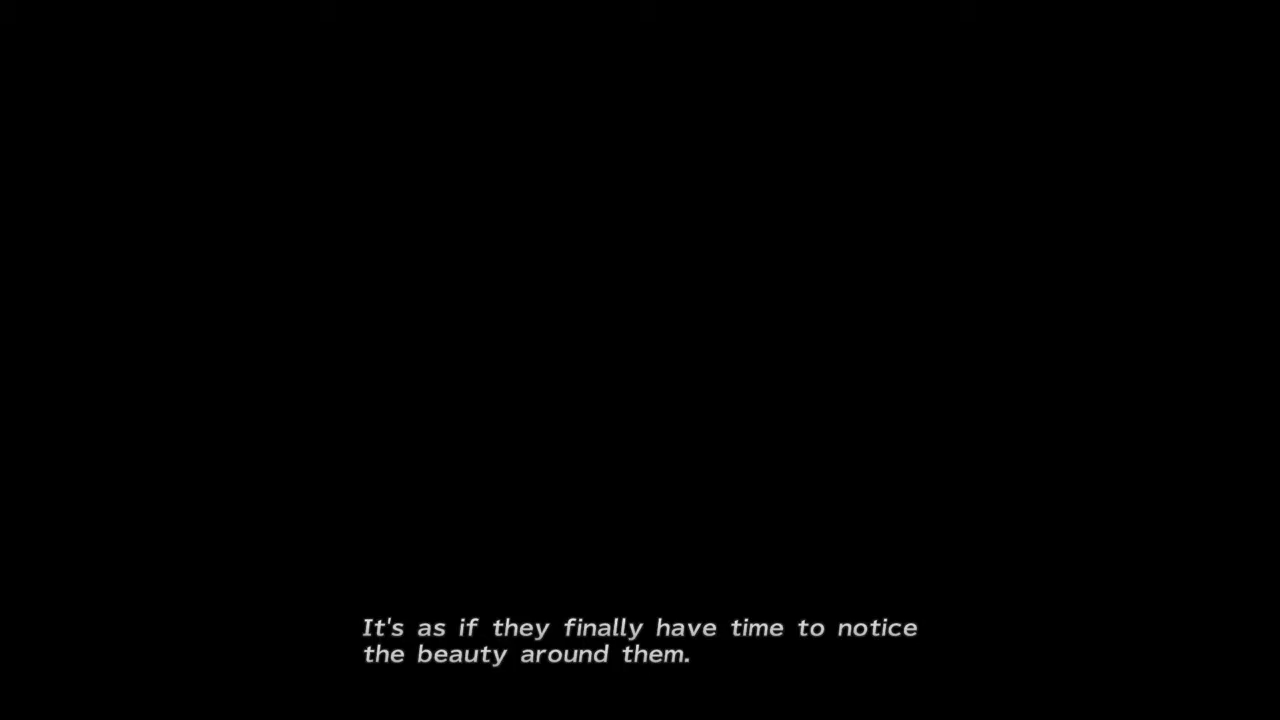 It's as if they finally have time to notice
the beauty around them.